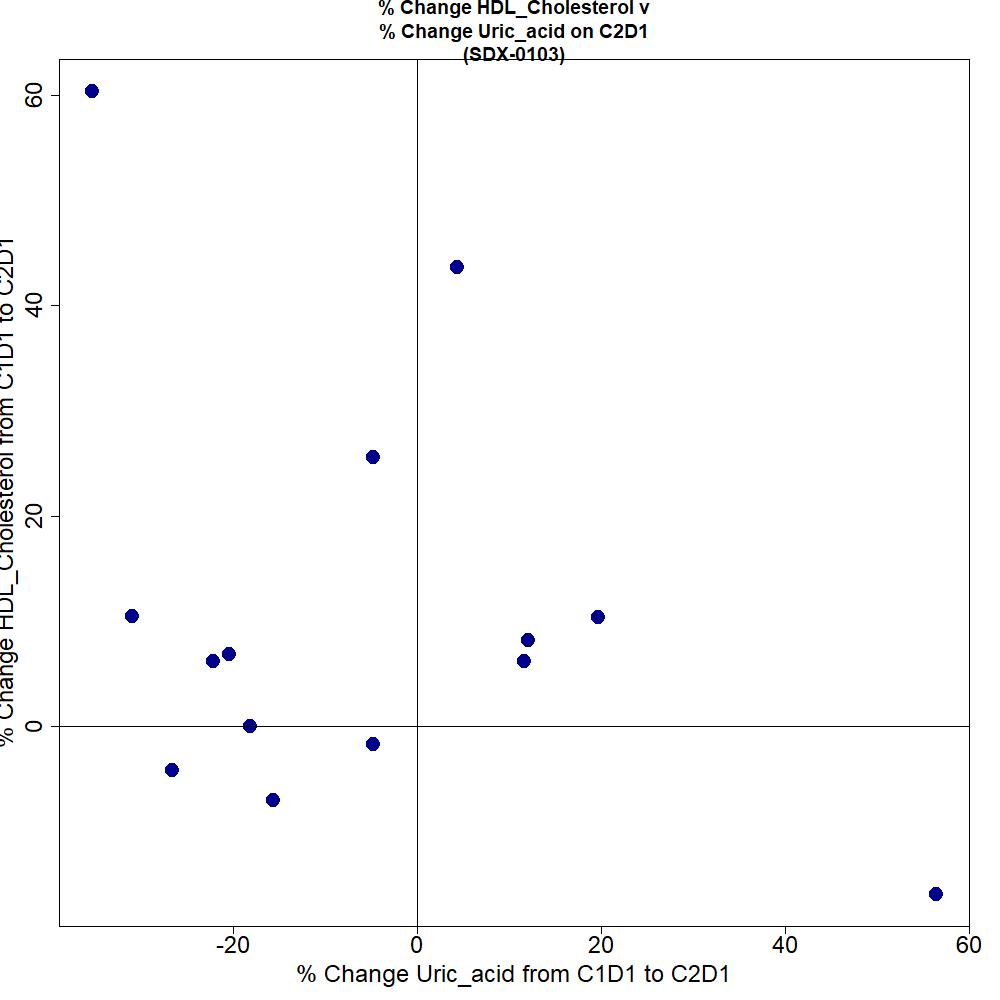 % Change HDL_Cholesterol v
% Change Uric_acid on C2D1
(SDX-0103)
% Change HDL_Cholesterol from C1D1 to C2D1
60
40
20
0
-20
0
20
40
60
% Change Uric_acid from C1D1 to C2D1